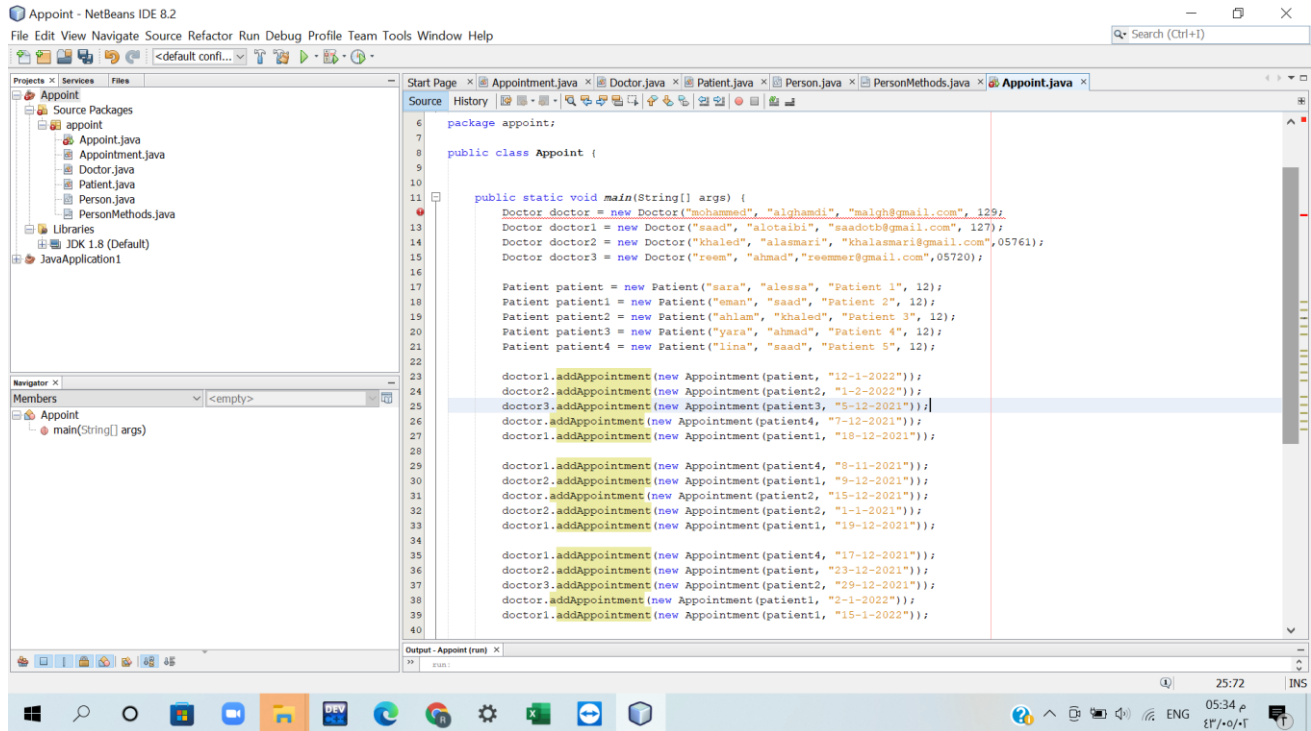 Appoint - NetBeans IDE 8.2
File Edit View Navigate Source Refactor Run Debug Profile Team Tools Window Help
Search (Ctrl+I)
<default confi...
Projects Services Files
Start Page Appointment.java Doctor.java Patient.java Person.java PersonMethods.java Appoint.java
Source History
Appoint
Source Packages
appoint
Appoint.java
Appointment.java
Doctor.java
Patient.java
Person.java
PersonMethods.java
Libraries
JDK 1.8 (Default)
JavaApplication1
Navigator
Members <empty>
Appoint
main(String[] args)
6 package appoint;
7
8 public class Appoint {
9
10
11 public static void main(String[] args) {
Doctor doctor = new Doctor("mohammed", "alghamdi", "malgh@gmail.com", 129;
13 Doctor doctor1 = new Doctor("saad", "alotaibi", "saadotb@gmail.com", 127);
14 Doctor doctor2 = new Doctor("khaled", "alasmari", "khalasmari@gmail.com",05761);
15 Doctor doctor3 = new Doctor("reem", "ahmad","reemmer@gmail.com",05720);
16
17 Patient patient = new Patient("sara", "alessa", "Patient 1", 12);
18 Patient patient1 = new Patient("eman", "saad", "Patient 2", 12);
19 Patient patient2 = new Patient("ahlam", "khaled", "Patient 3", 12);
20 Patient patient3 = new Patient("yara", "ahmad", "Patient 4", 12);
21 Patient patient4 = new Patient("lina", "saad", "Patient 5", 12);
22
23 doctor1.addAppointment(new Appointment(patient, "12-1-2022"));
24 doctor2.addAppointment(new Appointment(patient2, "1-2-2022"));
25 doctor3.addAppointment(new Appointment(patient3, "5-12-2021"));
26 doctor.addAppointment(new Appointment(patient4, "7-12-2021"));
27 doctor1.addAppointment(new Appointment(patient1, "18-12-2021"));
28
29 doctor1.addAppointment(new Appointment(patient4, "8-11-2021"));
30 doctor2.addAppointment(new Appointment(patient1, "9-12-2021"));
31 doctor.addAppointment(new Appointment(patient2, "15-12-2021"));
32 doctor2.addAppointment(new Appointment(patient2, "1-1-2021"));
33 doctor1.addAppointment(new Appointment(patient1, "19-12-2021"));
34
35 doctor1.addAppointment(new Appointment(patient4, "17-12-2021"));
36 doctor2.addAppointment(new Appointment(patient, "23-12-2021"));
37 doctor3.addAppointment(new Appointment(patient2, "29-12-2021"));
38 doctor.addAppointment(new Appointment(patient1, "2-1-2022"));
39 doctor1.addAppointment(new Appointment(patient1, "15-1-2022"));
40
Output - Appoint (run)
run:
25:72 INS
DEV
ENG
05:34 م
٤٣/٠٥/٠٢